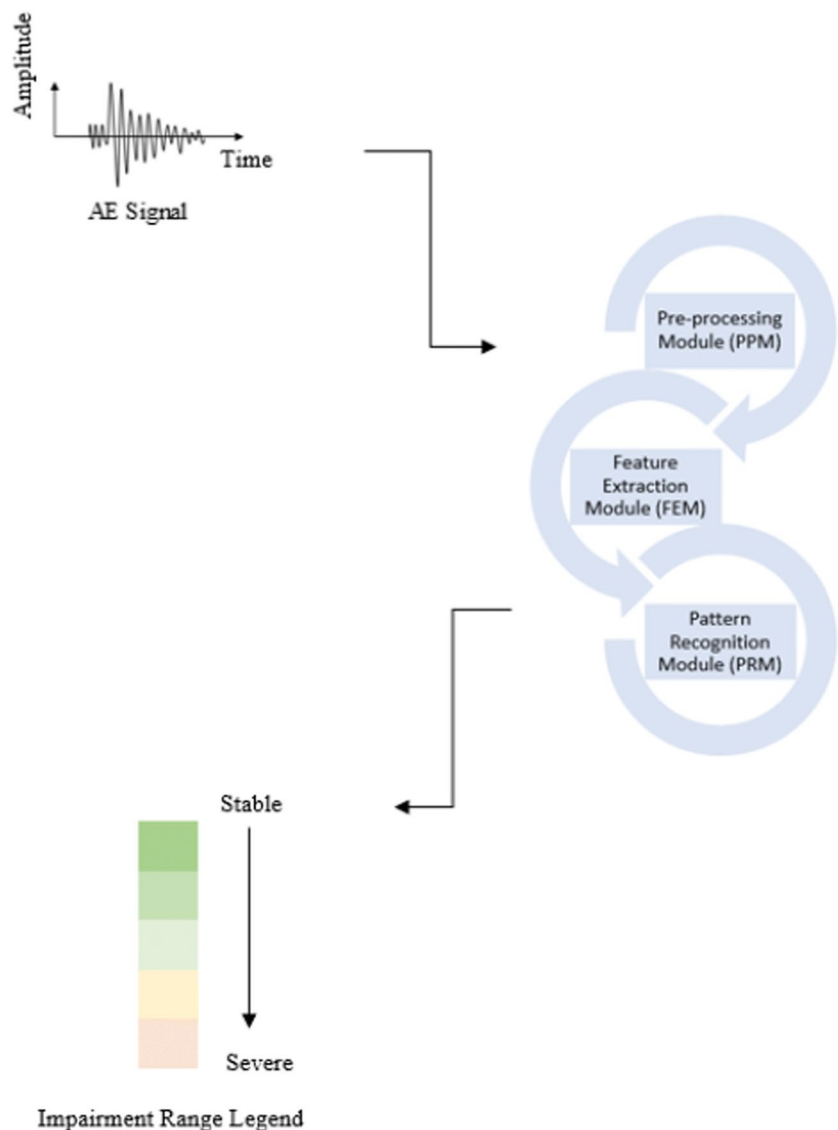 Amplitude
Time
AE Signal
Pre-processing
Module (PPM)
Feature
Extraction
Module (FEM)
Pattern
Recognition
Module (PRM)
Stable
Severe
Impairment Range Legend